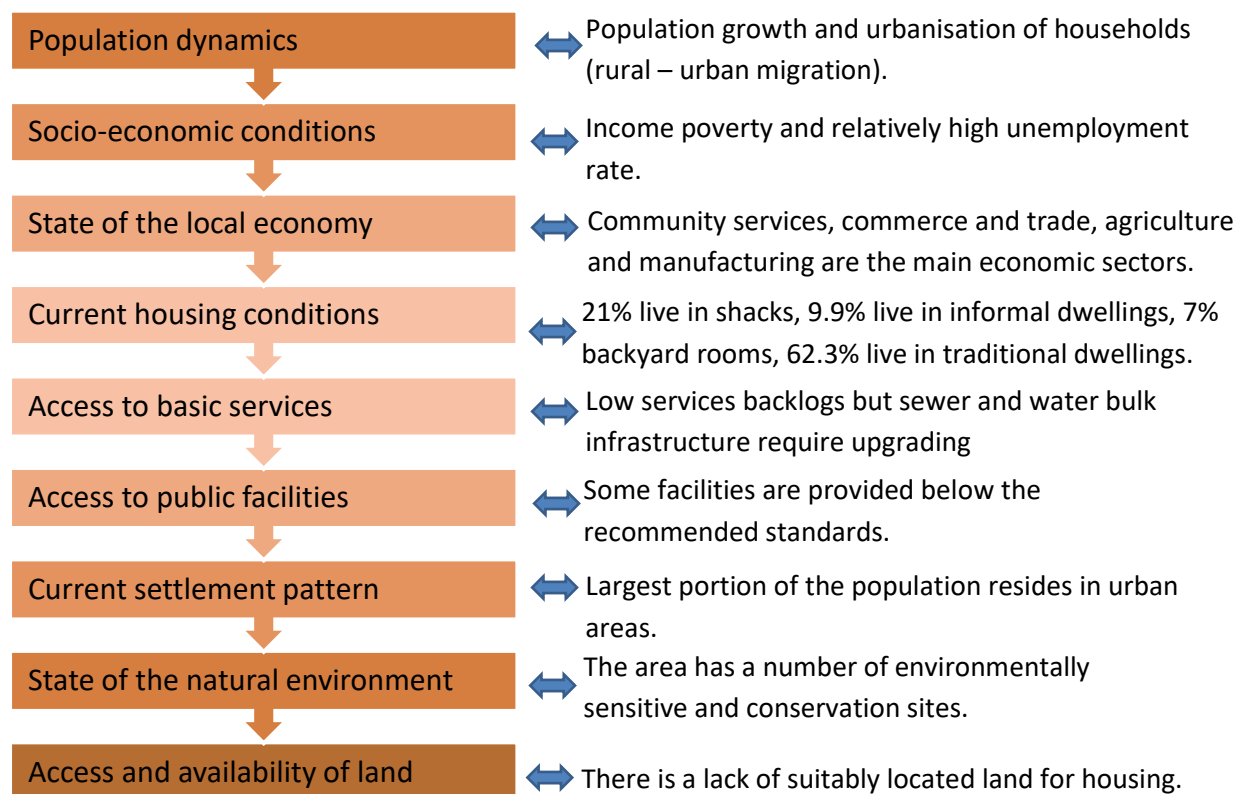 Population dynamics
Population growth and urbanisation of households
(rural – urban migration).
Socio-economic conditions
Income poverty and relatively high unemployment
rate.
State of the local economy
Community services, commerce and trade, agriculture
and manufacturing are the main economic sectors.
Current housing conditions
21% live in shacks, 9.9% live in informal dwellings, 7%
backyard rooms, 62.3% live in traditional dwellings.
Access to basic services
Low services backlogs but sewer and water bulk
infrastructure require upgrading
Access to public facilities
Some facilities are provided below the
recommended standards.
Current settlement pattern
Largest portion of the population resides in urban
areas.
State of the natural environment
The area has a number of environmentally
sensitive and conservation sites.
Access and availability of land
There is a lack of suitably located land for housing.